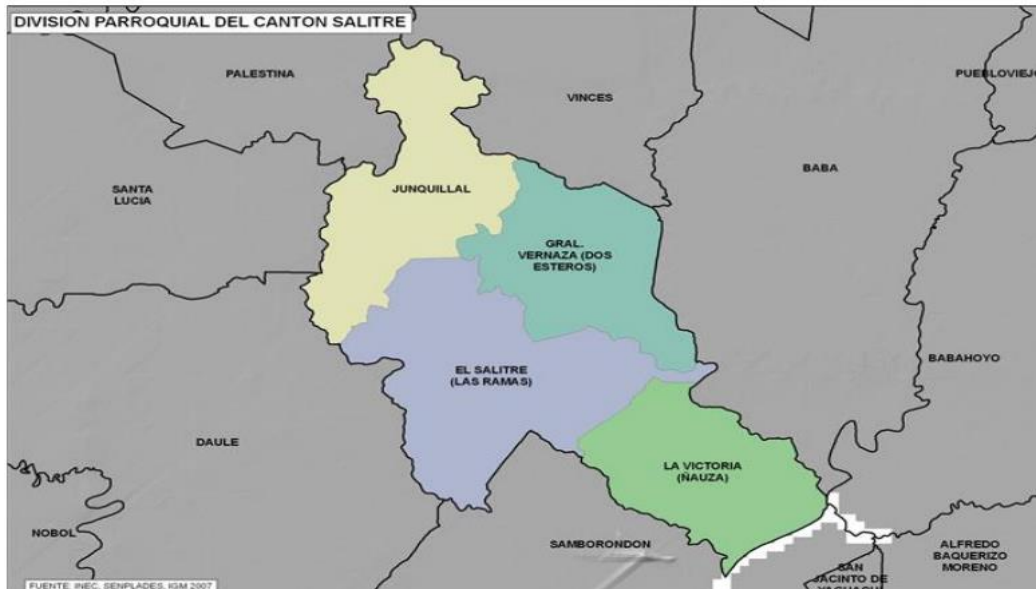 DIVISION PARROQUIAL DEL CANTON SALITRE
PALESTINA
VINCES
PUEBLOVIEJO
BABA
SANTA
LUCIA
JUNQUILLAL
GRAL.
VERNAZA (DOS
ESTEROS)
BABAHOYO
EL SALITRE
(LAS RAMAS)
DAULE
LA VICTORIA
(ÑAUZA)
NOBOL
SAMBORONDON
ALFREDO
BAQUERIZO
MORENO
SAN
JACINTO DE
FUENTE: INEC, SENPLADES, IGM 2007